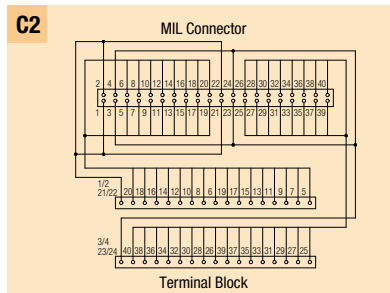 C2
MIL Connector
2 4 6 8 10 12 14 16 18 20 22 24 26 28 30 32 34 36 38 40
1 3 5 7 9 11 13 15 17 19 21 23 25 27 29 31 33 35 37 39
1/2
21/22 20 18 16 14 12 10 8 6 19 17 15 13 11 9 7 5
3/4
23/24 40 38 36 34 32 30 28 26 39 37 35 33 31 29 27 25
Terminal Block